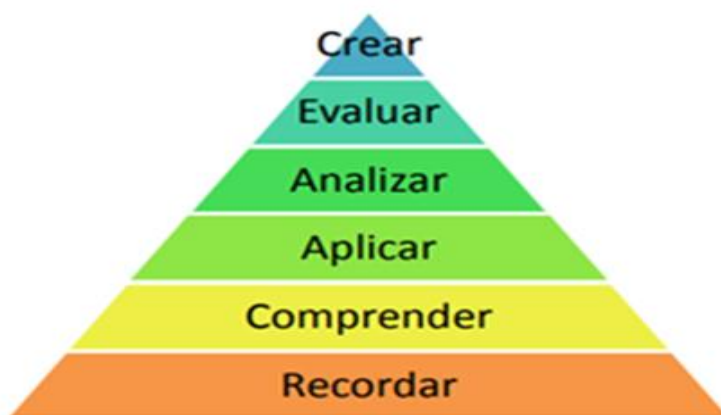 Crear
Evaluar
Analizar
Aplicar
Comprender
Recordar